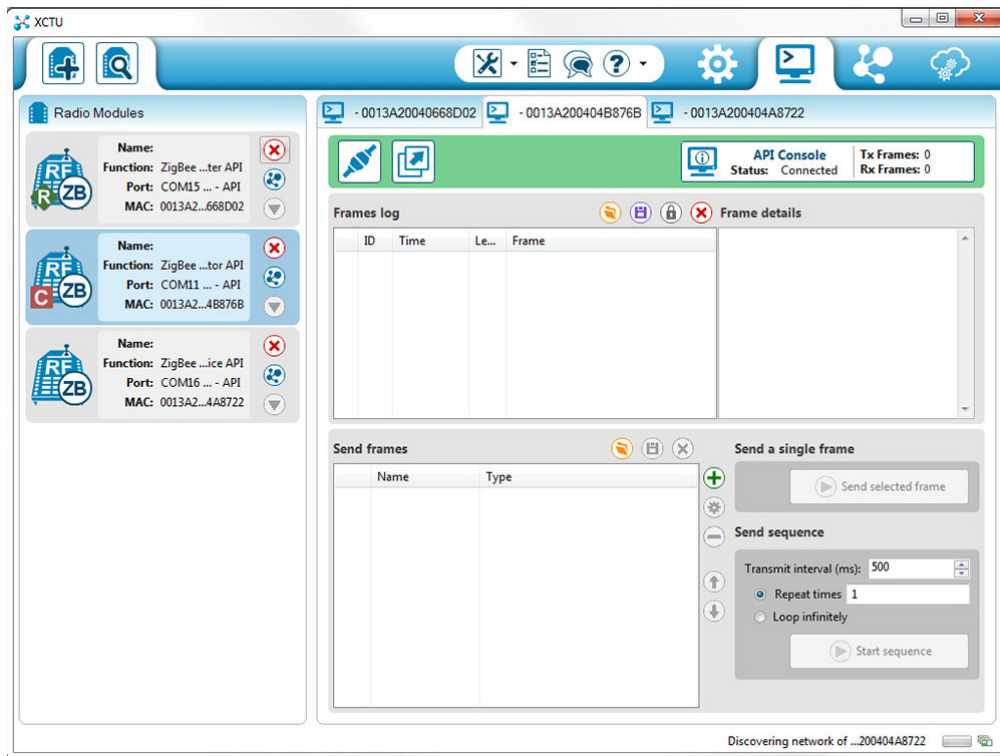 XCTU
Radio Modules
Name:
Function: ZigBee ...ter API
Port: COM15 ... - API
MAC: 0013A2...668D02
R
RF
ZB
Name:
Function: ZigBee ...tor API
Port: COM11 ... - API
MAC: 0013A2...4B876B
C
RF
ZB
Name:
Function: ZigBee ...ice API
Port: COM16 ... - API
MAC: 0013A2...4A8722
RF
ZB
- 0013A20040668D02
- 0013A200404B876B
- 0013A200404A8722
API Console
Status: Connected
Tx Frames: 0
Rx Frames: 0
Frames log
Frame details
ID Time Le... Frame
Send frames
Name Type
Send a single frame
Send selected frame
Send sequence
Transmit interval (ms): 500
Repeat times 1
Loop infinitely
Start sequence
Discovering network of ...200404A8722